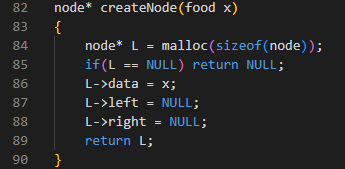 82 node* createNode(food x)
83 {
84     node* L = malloc(sizeof(node));
85     if(L == NULL) return NULL;
86     L->data = x;
87     L->left = NULL;
88     L->right = NULL;
89     return L;
90 }